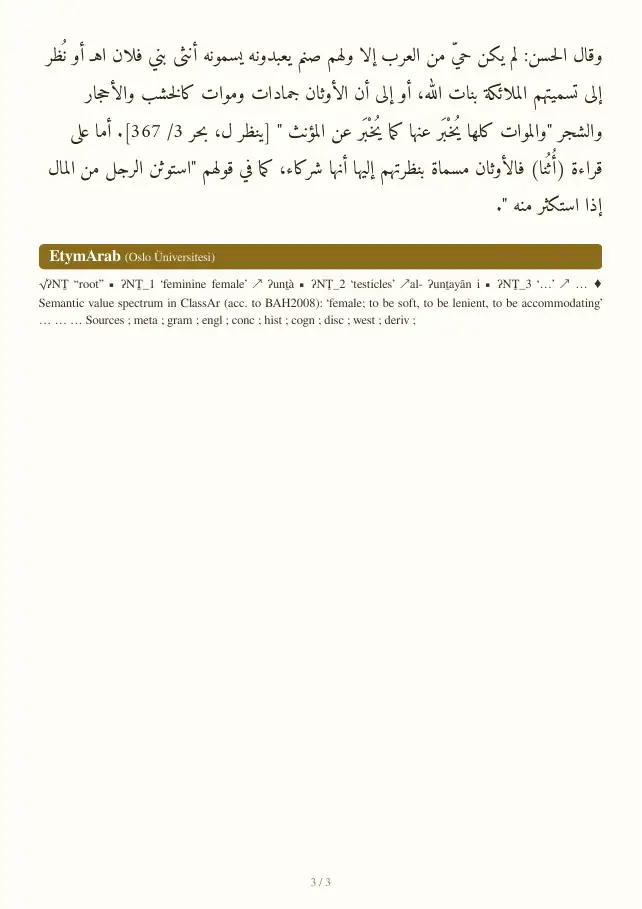 وقال الحسن: لم يكن حيّ من العرب إلا ولهم صنم يعبدونه يسمونه أنثى بني فلان اهـ أو نُظر
إلى تسميتهم الملائكة بنات الله، أو إلى أن الأوثان جمادات وموات كالخشب والأحجار
والشجر "والموات كلها يُخْبَر عنها كما يُخْبَر عن المؤنث " [ينظر ل، بحر 3/ 367]. أما على
قراءة (أُثُنا) فالأوثان مسماة بنظرتهم إليها أنها شركاء، كما في قولهم "استوثن الرجل من المال
إذا استكثر منه ".
EtymArab (Oslo Üniversitesi)
√ʔNṮ “root” ▪ ʔNṮ_1 ‘feminine female’ ↗ ʔunṯà ▪ ʔNṮ_2 ‘testicles’ ↗al- ʔunṯayān i ▪ ʔNṮ_3 ‘…’ ↗ … ♦
Semantic value spectrum in ClassAr (acc. to BAH2008): ‘female; to be soft, to be lenient, to be accommodating’
… … … Sources ; meta ; gram ; engl ; conc ; hist ; cogn ; disc ; west ; deriv ;
3 / 3